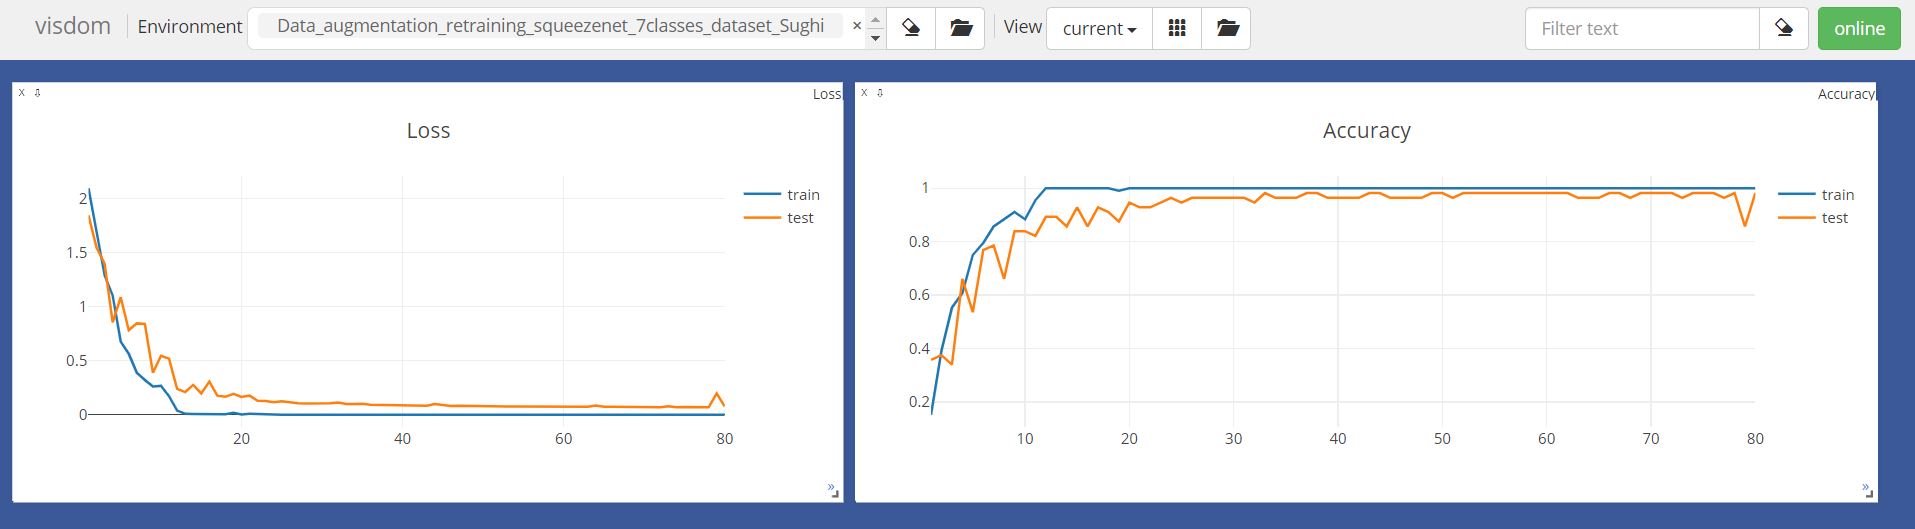 visdom Environment Data_augmentation_retraining_squeezenet_7classes_dataset_Sughi × View current Filter text online
x Loss
Loss
2
1.5
1
0.5
0
20 40 60 80
train
test
»
x Accuracy
Accuracy
1
0.8
0.6
0.4
0.2
10 20 30 40 50 60 70 80
train
test
»